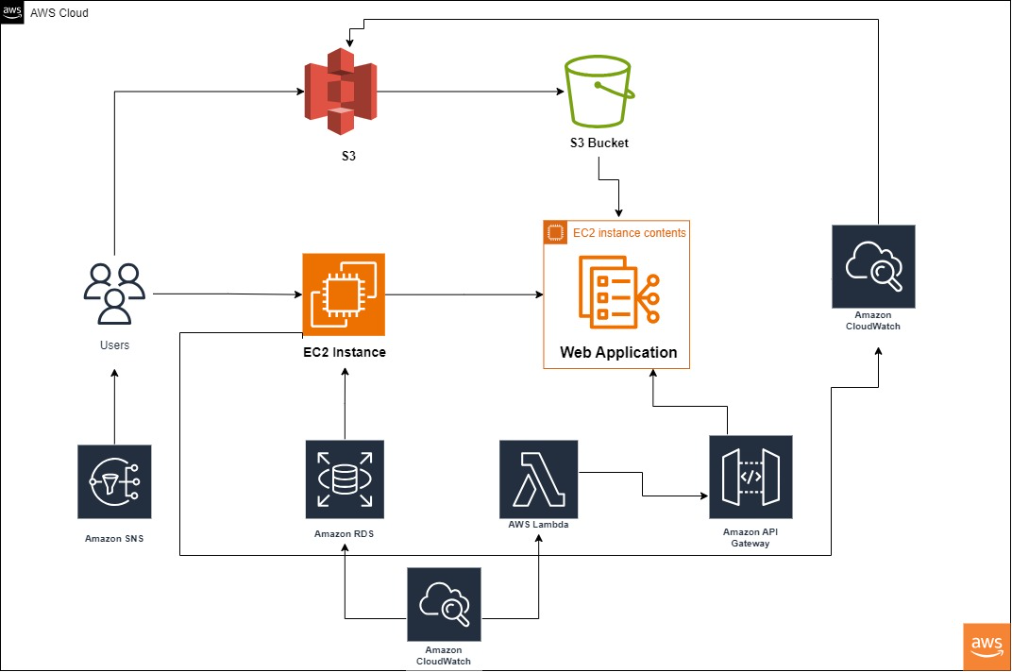 aws
AWS Cloud
S3
S3 Bucket
EC2 instance contents
Users
EC2 Instance
Web Application
Amazon
CloudWatch
Amazon SNS
Amazon RDS
AWS Lambda
</>
Amazon API
Gateway
Amazon
CloudWatch
aws